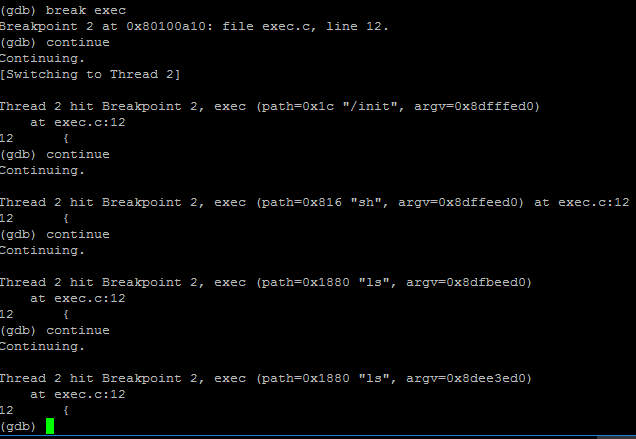 (gdb) break exec
Breakpoint 2 at 0x80100a10: file exec.c, line 12.
(gdb) continue
Continuing.
[Switching to Thread 2]
Thread 2 hit Breakpoint 2, exec (path=0x1c "/init", argv=0x8dfffed0)
    at exec.c:12
12      {
(gdb) continue
Continuing.
Thread 2 hit Breakpoint 2, exec (path=0x816 "sh", argv=0x8dffeed0) at exec.c:12
12      {
(gdb) continue
Continuing.
Thread 2 hit Breakpoint 2, exec (path=0x1880 "ls", argv=0x8dfbeed0)
    at exec.c:12
12      {
(gdb) continue
Continuing.
Thread 2 hit Breakpoint 2, exec (path=0x1880 "ls", argv=0x8dee3ed0)
    at exec.c:12
12      {
(gdb)